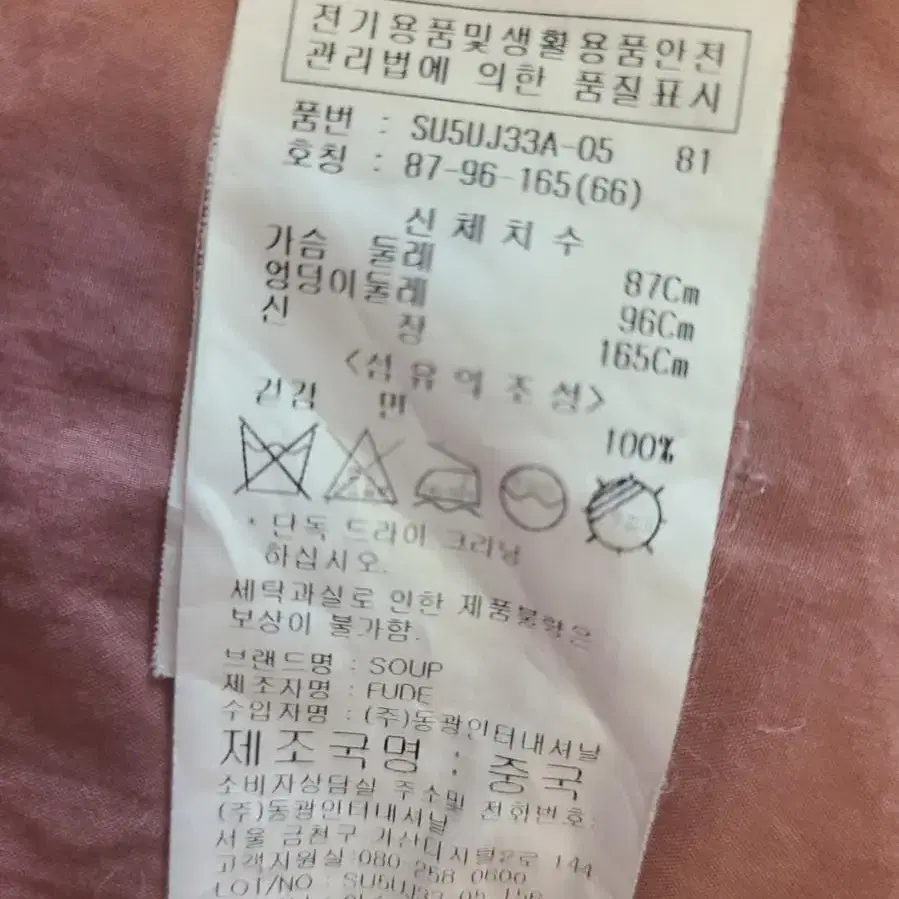 전기용품및생활용품안전
관리법에 의한 품질표시
품번 : SU5UJ33A-05 81
호칭 : 87-96-165(66)
신체치수
가슴 둘레 87Cm
엉덩이둘레 96Cm
신 장 165Cm
<섬유의조성>
겉감 면 100%
* 단독 드라이 크리닝
하십시오.
세탁과실로 인한 제품불량은
보상이 불가함.
브랜드명 : SOUP
제조자명 : FUDE
수입자명 : (주)동광인터내셔날
제조국명 : 중국
소비자상담실 주소및 전화번호:
(주)동광인터내셔날
서울 금천구 가산디지털2로 144
고객지원실:080 258 0600
LOT/NO : SU5UJ33 05